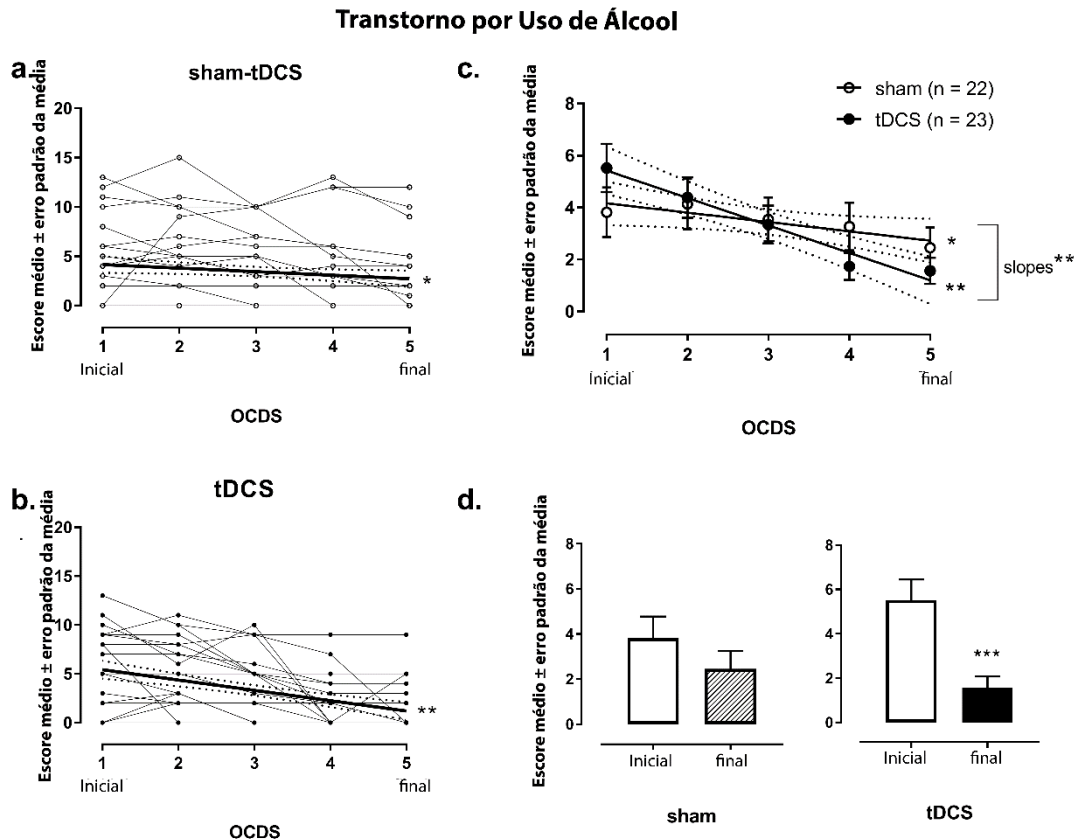 Transtorno por Uso de Álcool
a.
sham-tDCS
Escore médio ± erro padrão da média
20
15
10
5
0
*
1 2 3 4 5
Inicial final
OCDS
c.
sham (n = 22)
tDCS (n = 23)
Escore médio ± erro padrão da média
8
6
4
2
0
*
**
slopes**
1 2 3 4 5
Inicial final
OCDS
b.
tDCS
Escore médio ± erro padrão da média
20
15
10
5
0
**
1 2 3 4 5
Inicial final
OCDS
d.
Escore médio ± erro padrão da média
8
6
4
2
0
Inicial final
sham
8
6
4
2
0
***
Inicial final
tDCS